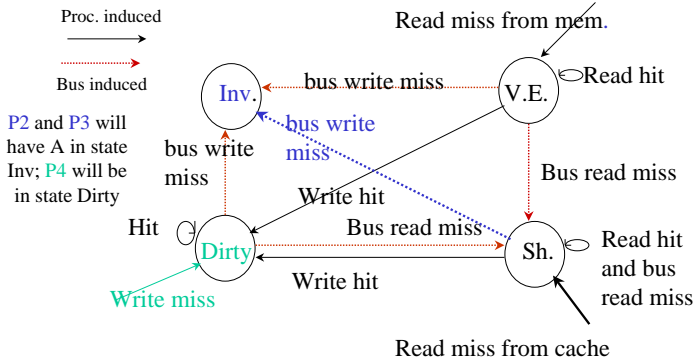 Proc. induced
Read miss from mem.
Bus induced
Inv.
bus write miss
V.E.
Read hit
P2 and P3 will
have A in state
Inv; P4 will be
in state Dirty
bus write
miss
bus write
miss
Bus read miss
Write hit
Hit
Dirty
Bus read miss
Sh.
Read hit
and bus
read miss
Write hit
Write miss
Read miss from cache